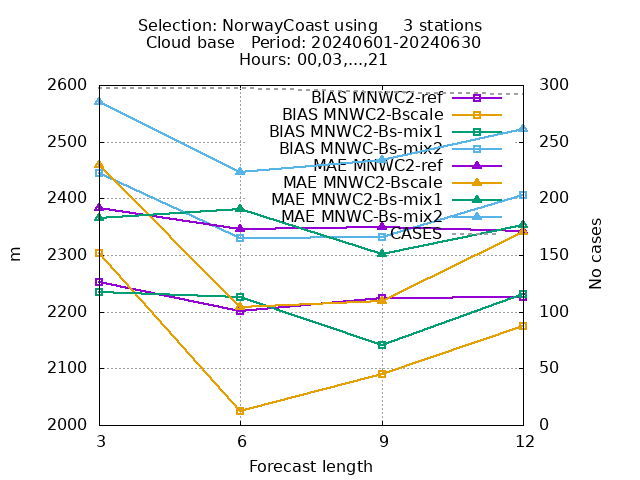 Selection: NorwayCoast using     3 stations
Cloud base   Period: 20240601-20240630
Hours: 00,03,...,21
2600
2500
2400
2300
2200
2100
2000
m
300
250
200
150
100
50
0
No cases
BIAS MNWC2-ref
BIAS MNWC2-Bscale
BIAS MNWC2-Bs-mix1
BIAS MNWC-Bs-mix2
MAE MNWC2-ref
MAE MNWC2-Bscale
MAE MNWC2-Bs-mix1
MAE MNWC-Bs-mix2
CASES
3 6 9 12
Forecast length